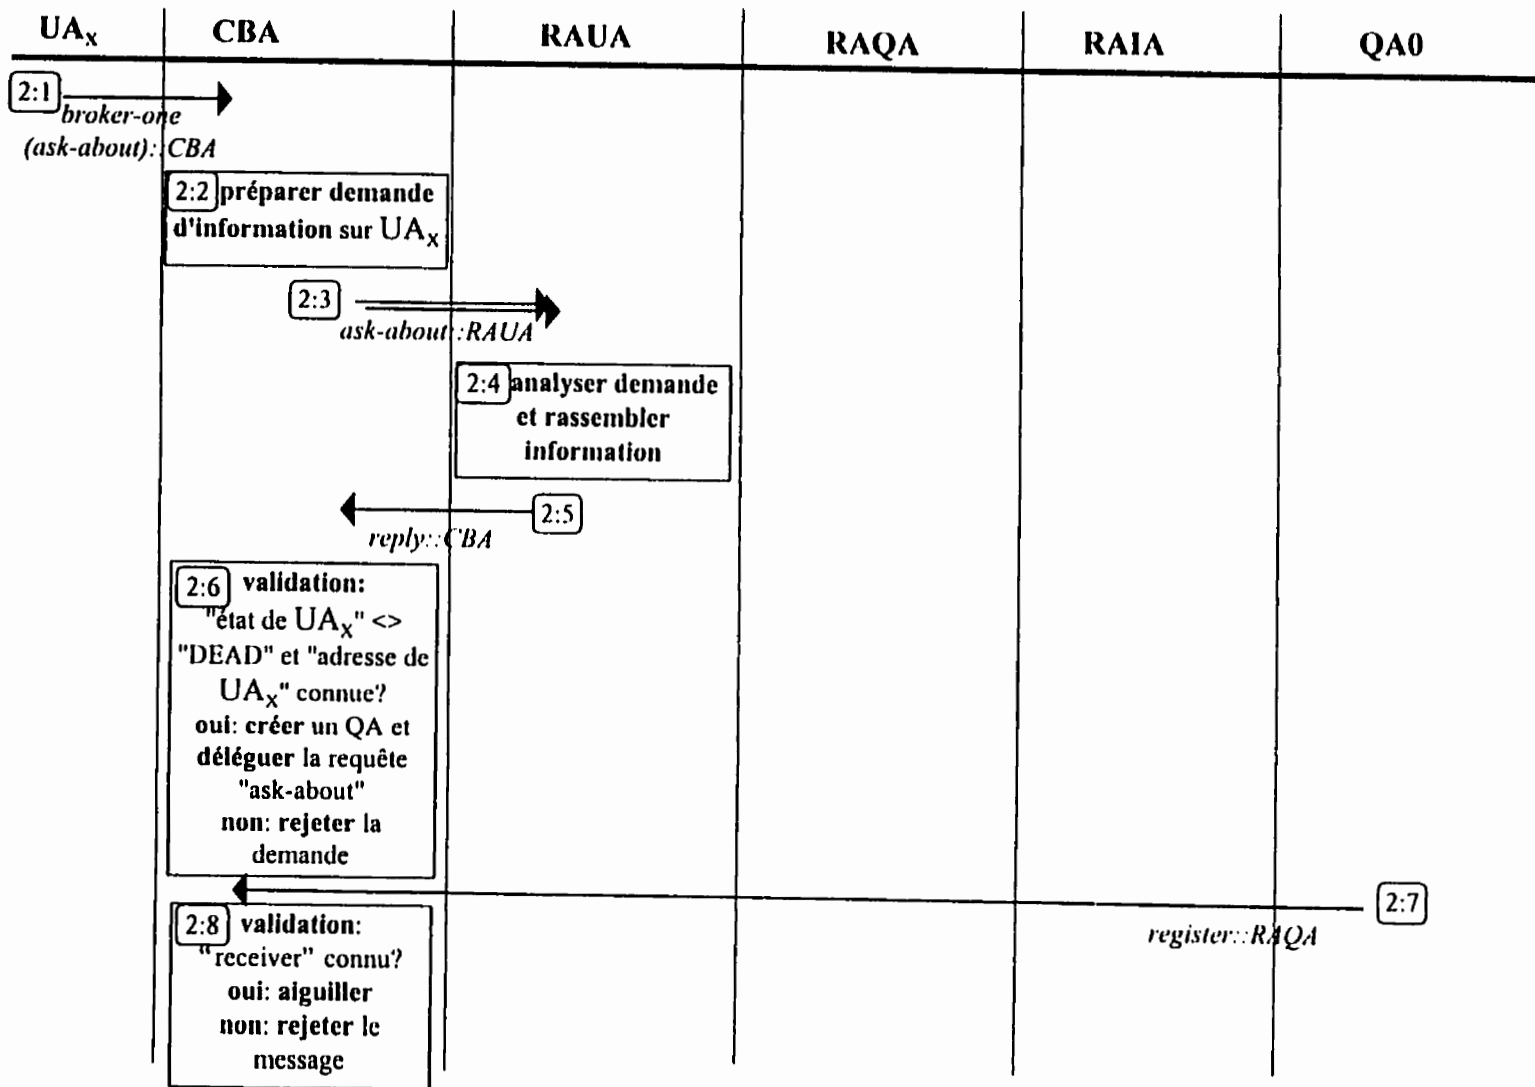 UAx CBA RAUA RAQA RAIA QA0
2:1
broker-one
(ask-about)::CBA
2:2 préparer demande
d'information sur UAx
2:3
ask-about::RAUA
2:4 analyser demande
et rassembler
information
2:5
reply::CBA
2:6 validation:
"état de UAx" <>
"DEAD" et "adresse de
UAx" connue?
oui: créer un QA et
déléguer la requête
"ask-about"
non: rejeter la
demande
2:7
register::RAQA
2:8 validation:
"receiver" connu?
oui: aiguiller
non: rejeter le
message